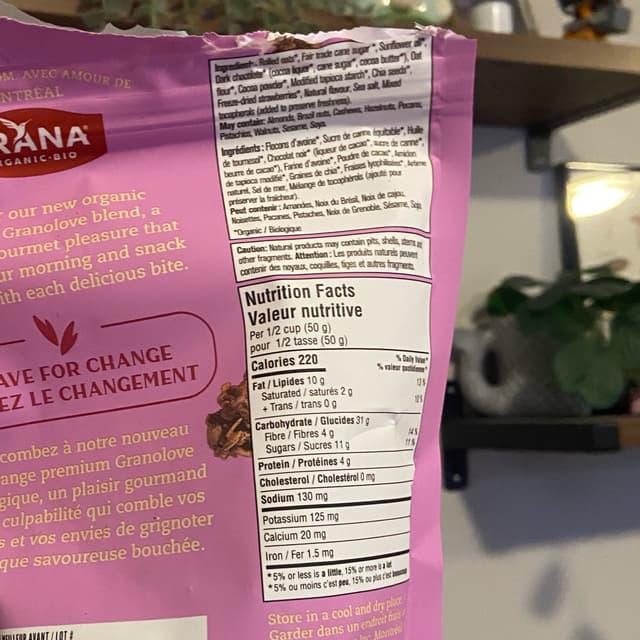 OM. AVEC AMOUR DE
NTRÉAL
RANA
RGANIC•BIO
our new organic
Granolove blend, a
ourmet pleasure that
ur morning and snack
ith each delicious bite.
AVE FOR CHANGE
EZ LE CHANGEMENT
combez à notre nouveau
ange premium Granolove
gique, un plaisir gourmand
culpabilité qui comble vos
s et vos envies de grignoter
que savoureuse bouchée.
Ingredients: Rolled oats*, Fair trade cane sugar*, Sunflower oil*,
Dark chocolate* (cocoa liquor*, cane sugar*, cocoa butter*), Oat
flour*, Cocoa powder*, Modified tapioca starch*, Chia seeds*,
Freeze-dried strawberries*, Natural flavour, Sea salt, Mixed
tocopherols (added to preserve freshness).
May contain: Almonds, Brazil nuts, Cashews, Hazelnuts, Pecans,
Pistachios, Walnuts, Sesame, Soya.
Ingrédients : Flocons d'avoine*, Sucre de canne équitable*, Huile
de tournesol*, Chocolat noir* (liqueur de cacao*, sucre de canne*,
beurre de cacao*), Farine d'avoine*, Poudre de cacao*, Amidon
de tapioca modifié*, Graines de chia*, Fraises lyophilisées*, Arôme
naturel, Sel de mer, Mélange de tocophérols (ajouté pour
préserver la fraîcheur).
Peut contenir : Amandes, Noix du Brésil, Noix de cajou,
Noisettes, Pacanes, Pistaches, Noix de Grenoble, Sésame, Soja.
*Organic / Biologique
Caution: Natural products may contain pits, shells, stems and
other fragments. Attention : Les produits naturels peuvent
contenir des noyaux, coquilles, tiges et autres fragments.
Nutrition Facts
Valeur nutritive
Per 1/2 cup (50 g)
pour 1/2 tasse (50 g)
Calories 220 % Daily Value*
% valeur quotidienne*
Fat / Lipides 10 g 13 %
Saturated / saturés 2 g 10 %
+ Trans / trans 0 g
Carbohydrate / Glucides 31 g
Fibre / Fibres 4 g 14 %
Sugars / Sucres 11 g 11 %
Protein / Protéines 4 g
Cholesterol / Cholestérol 0 mg
Sodium 130 mg
Potassium 125 mg
Calcium 20 mg
Iron / Fer 1.5 mg
*5% or less is a little, 15% or more is a lot
*5% ou moins c'est peu, 15% ou plus c'est beaucoup
Store in a cool and dry place
Garder dans un endroit frais
Inc. Montréal
MEILLEUR AVANT / LOT #